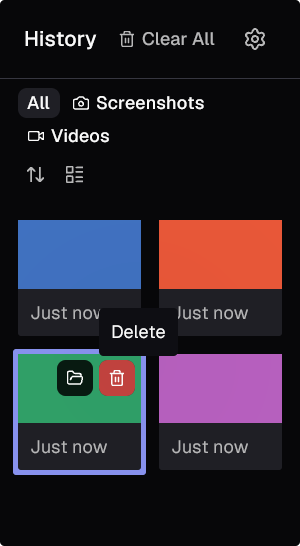 History
Clear All
All
Screenshots
Videos
Just now
Just now
Delete
Just now
Just now